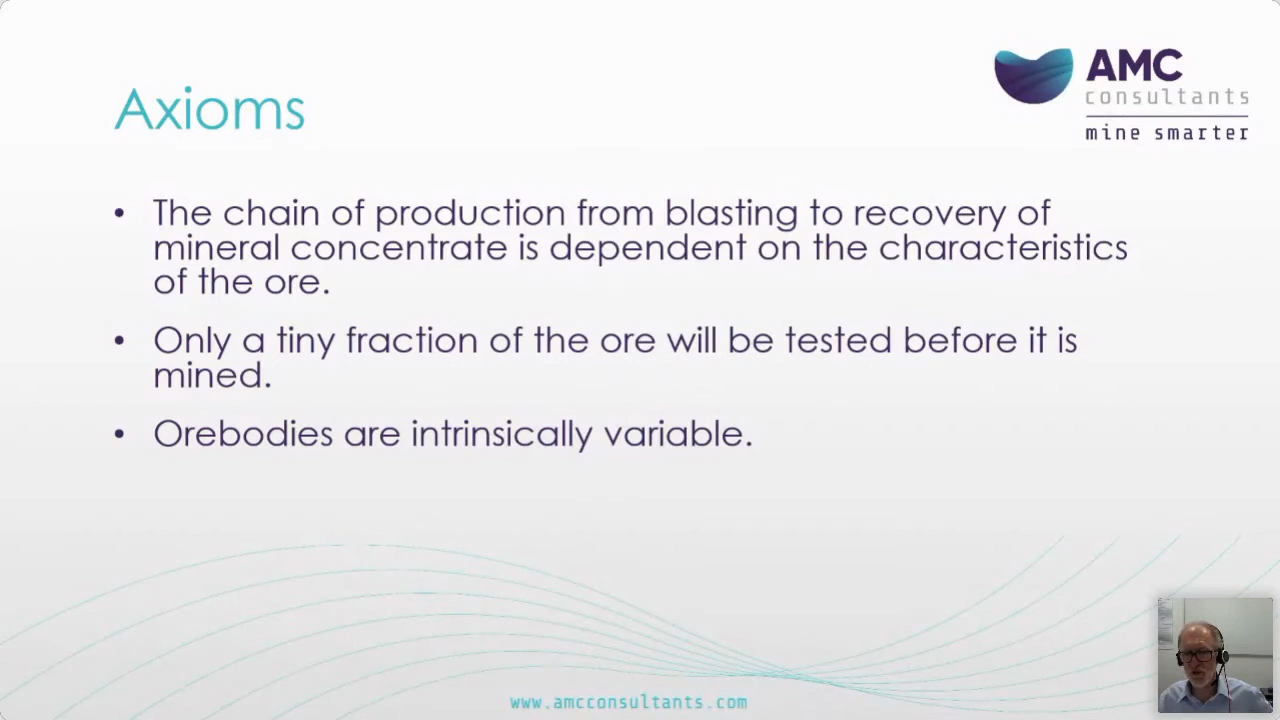 AMC
consultants
mine smarter
Axioms
• The chain of production from blasting to recovery of
mineral concentrate is dependent on the characteristics
of the ore.
• Only a tiny fraction of the ore will be tested before it is
mined.
• Orebodies are intrinsically variable.
www.amcconsultants.com